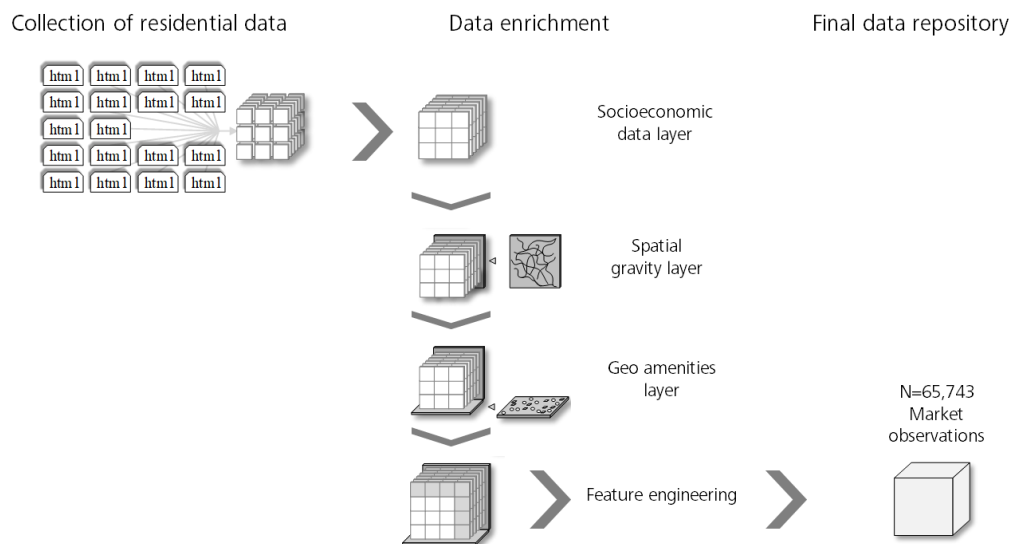 Collection of residential data
Data enrichment
Final data repository
html html html html
html html html html
html html
html html html html
html html html html
Socioeconomic
data layer
Spatial
gravity layer
Geo amenities
layer
N=65,743
Market
observations
Feature engineering